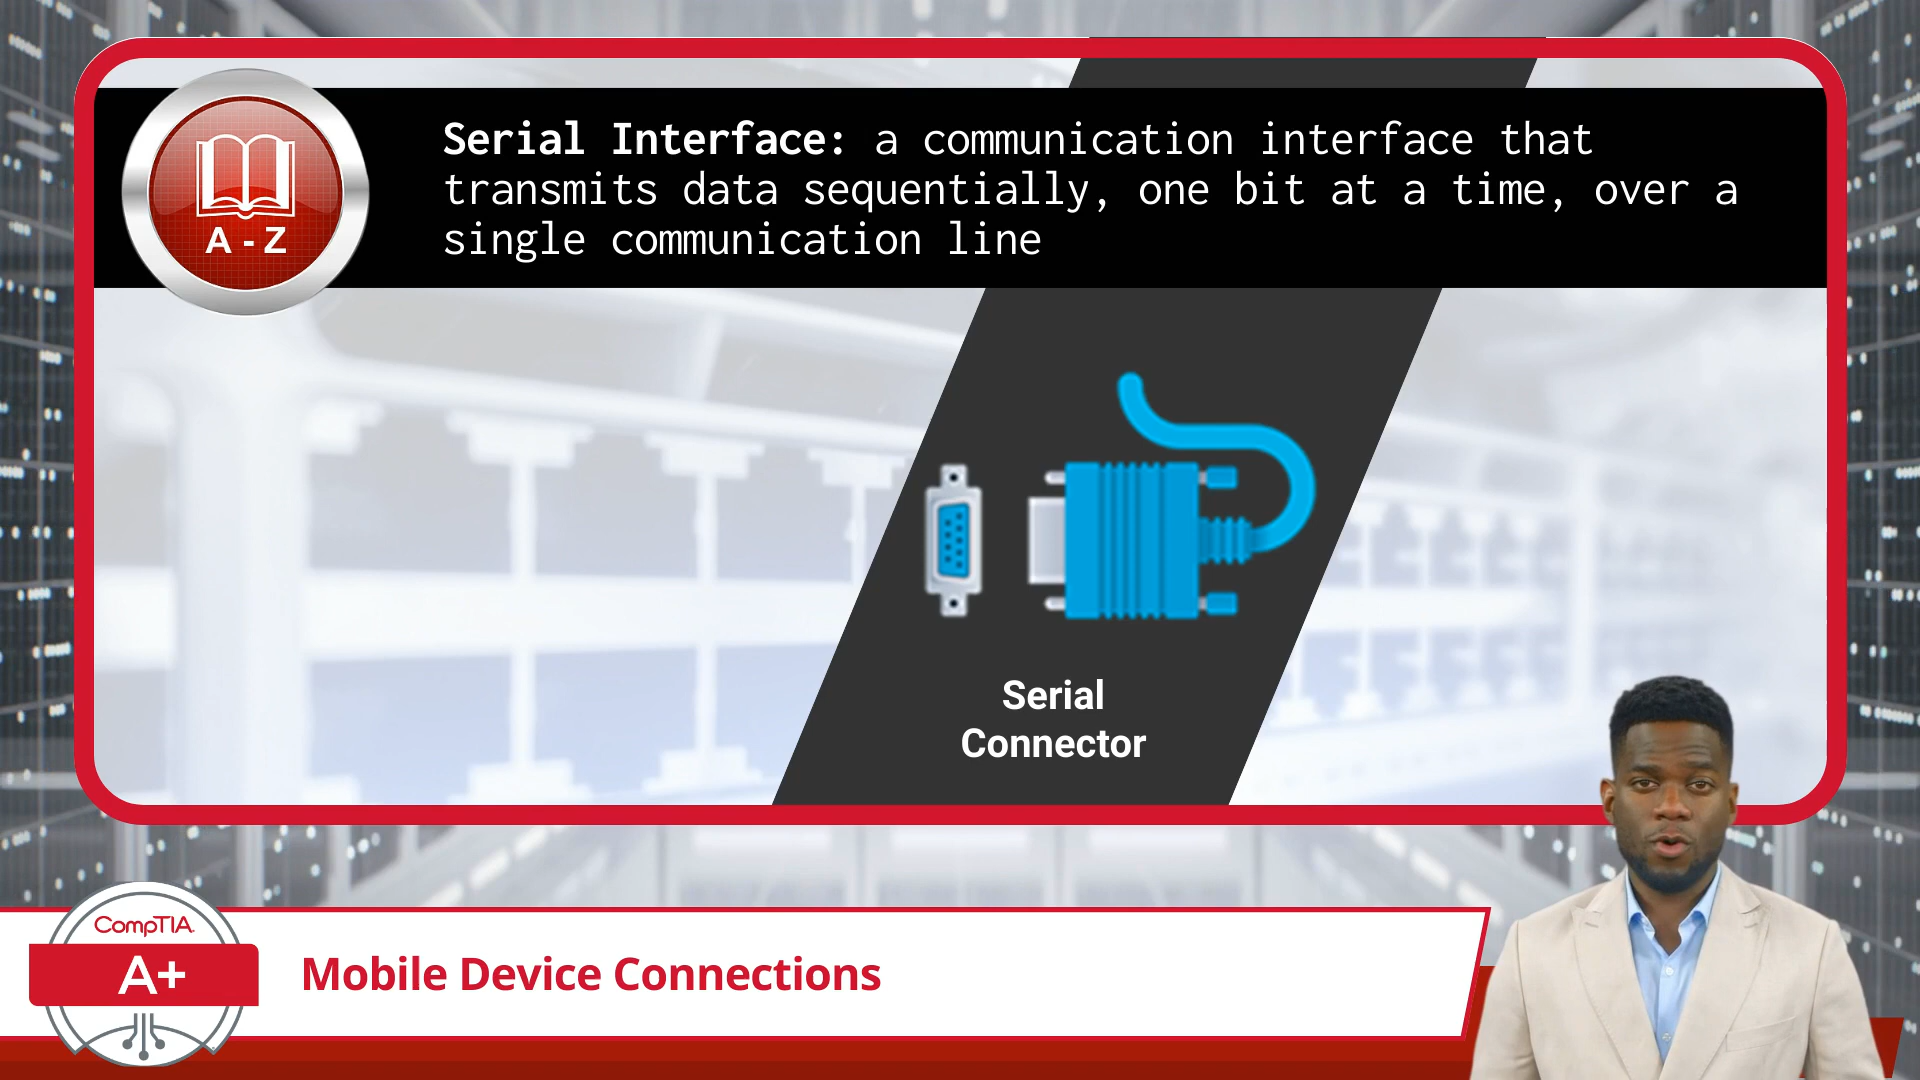 Serial Interface: a communication interface that
transmits data sequentially, one bit at a time, over a
single communication line
A - Z
Serial
Connector
CompTIA.
A+
Mobile Device Connections